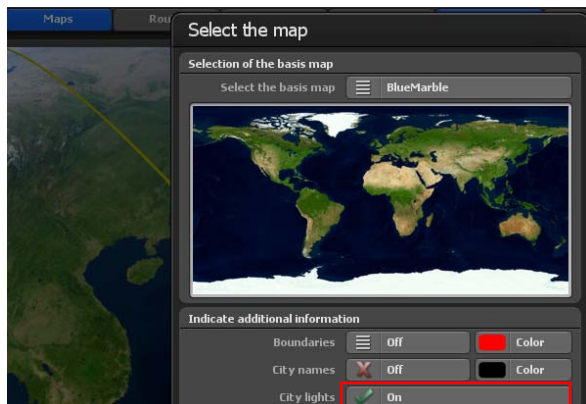 Maps
Rou
Select the map
Selection of the basis map
Select the basis map BlueMarble
Indicate additional information
Boundaries Off Color
City names Off Color
City lights On